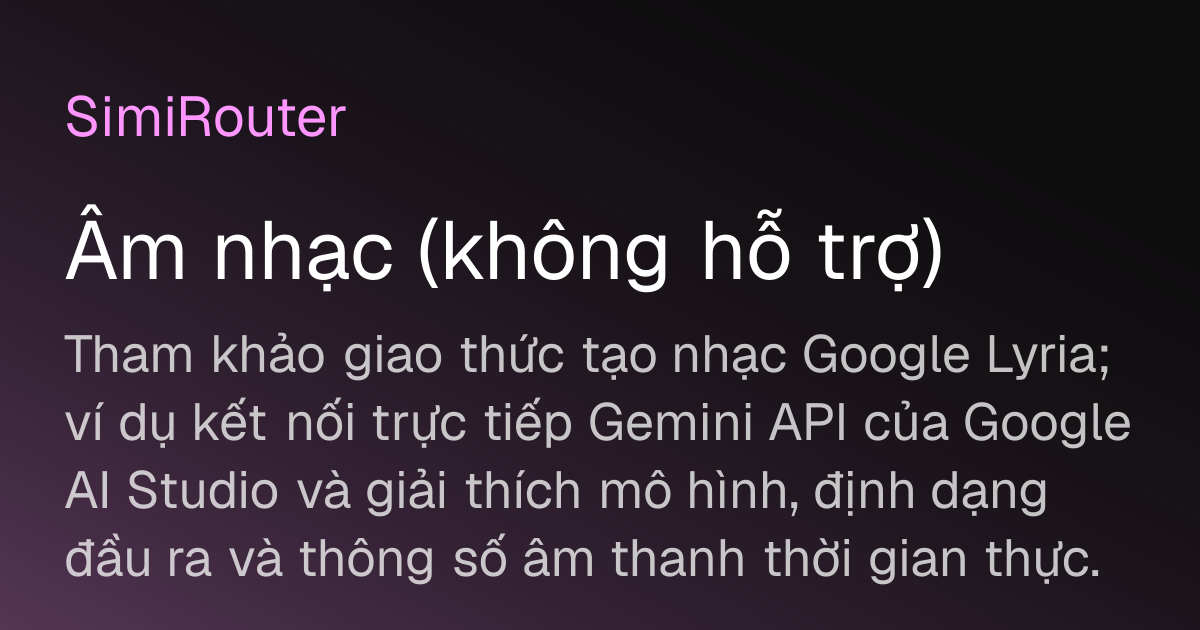 SimiRouter
Âm nhạc (không hỗ trợ)
Tham khảo giao thức tạo nhạc Google Lyria;
ví dụ kết nối trực tiếp Gemini API của Google
AI Studio và giải thích mô hình, định dạng
đầu ra và thông số âm thanh thời gian thực.